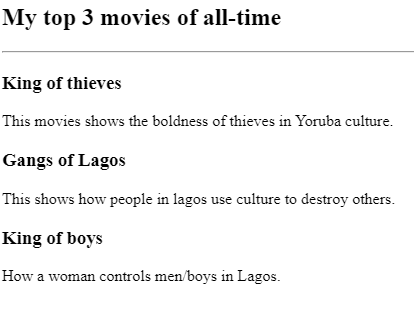 My top 3 movies of all-time
King of thieves
This movies shows the boldness of thieves in Yoruba culture.
Gangs of Lagos
This shows how people in lagos use culture to destroy others.
King of boys
How a woman controls men/boys in Lagos.